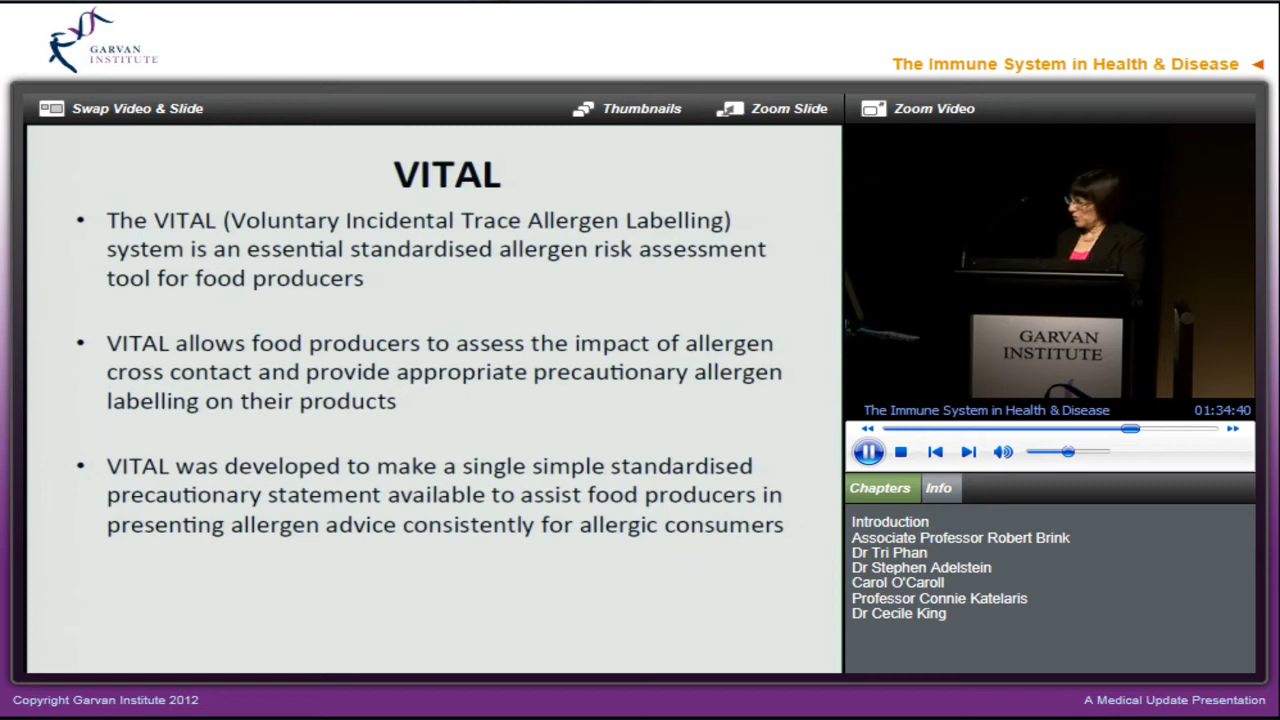 GARVAN
INSTITUTE
The Immune System in Health & Disease
Swap Video & Slide
Thumbnails
Zoom Slide
Zoom Video
VITAL
• The VITAL (Voluntary Incidental Trace Allergen Labelling)
system is an essential standardised allergen risk assessment
tool for food producers
• VITAL allows food producers to assess the impact of allergen
cross contact and provide appropriate precautionary allergen
labelling on their products
• VITAL was developed to make a single simple standardised
precautionary statement available to assist food producers in
presenting allergen advice consistently for allergic consumers
GARVAN
INSTITUTE
The Immune System in Health & Disease 01:34:40
Chapters
Info
Introduction
Associate Professor Robert Brink
Dr Tri Phan
Dr Stephen Adelstein
Carol O'Caroll
Professor Connie Katelaris
Dr Cecile King
Copyright Garvan Institute 2012
A Medical Update Presentation